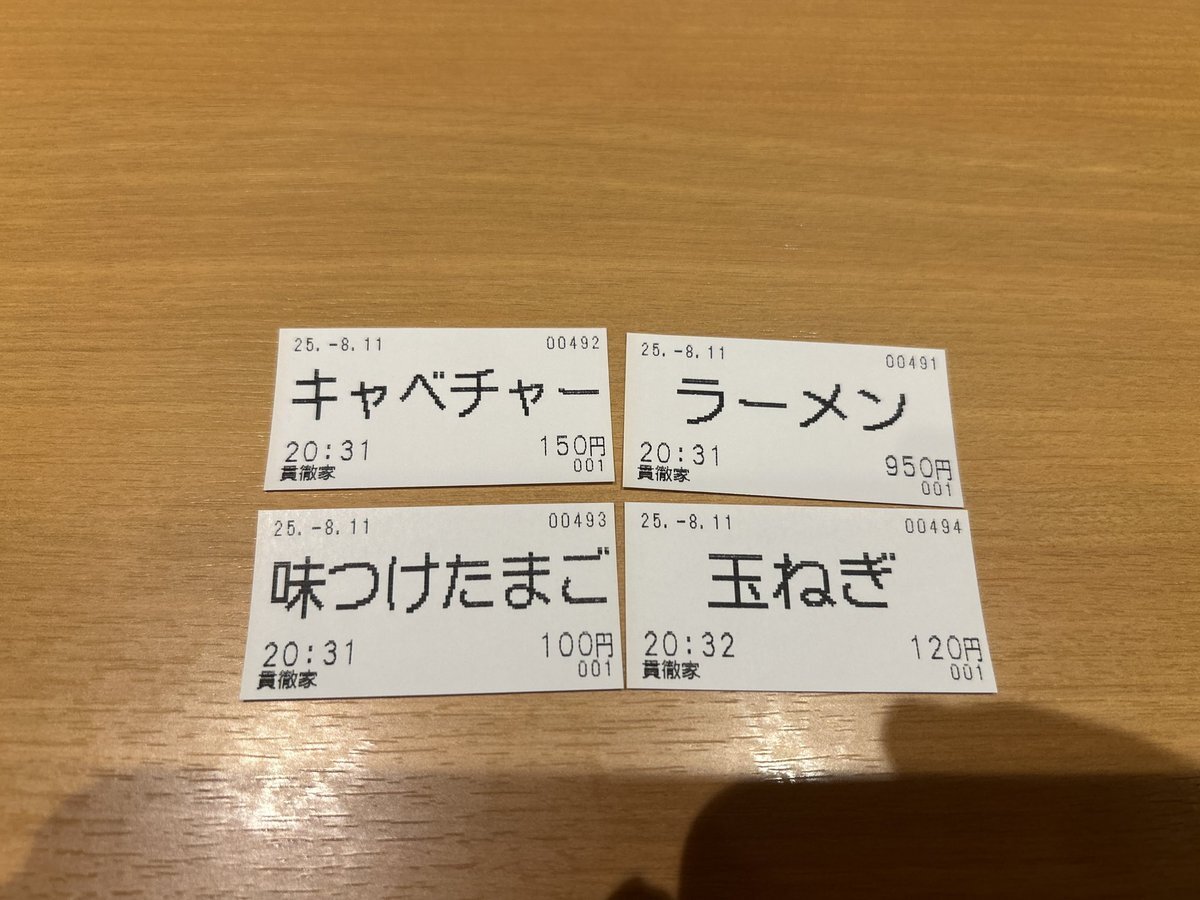 25.-8.11 00492
キャベチャー
20:31 150円
貫徹家 001
25.-8.11 00491
ラーメン
20:31 950円
貫徹家 001
25.-8.11 00493
味つけたまご
20:31 100円
貫徹家 001
25.-8.11 00494
玉ねぎ
20:32 120円
貫徹家 001